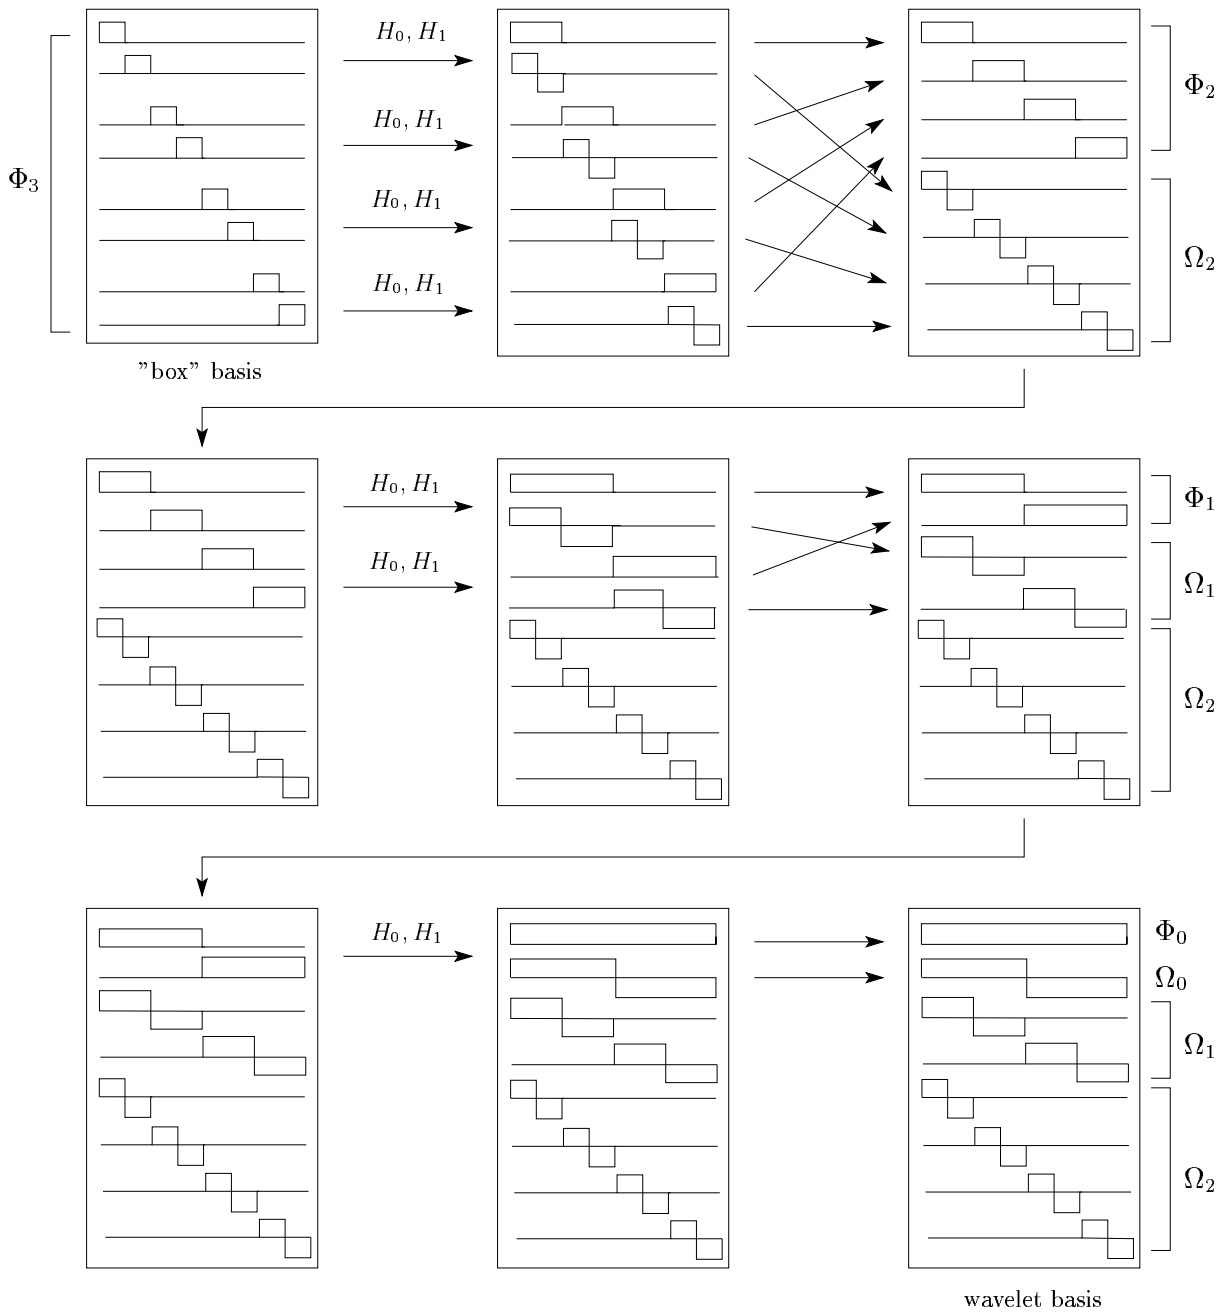 H₀, H₁
Φ₂
H₀, H₁
Φ₃
H₀, H₁
Ω₂
H₀, H₁
"box" basis
H₀, H₁
Φ₁
H₀, H₁
Ω₁
Ω₂
H₀, H₁
Φ₀
Ω₀
Ω₁
Ω₂
wavelet basis